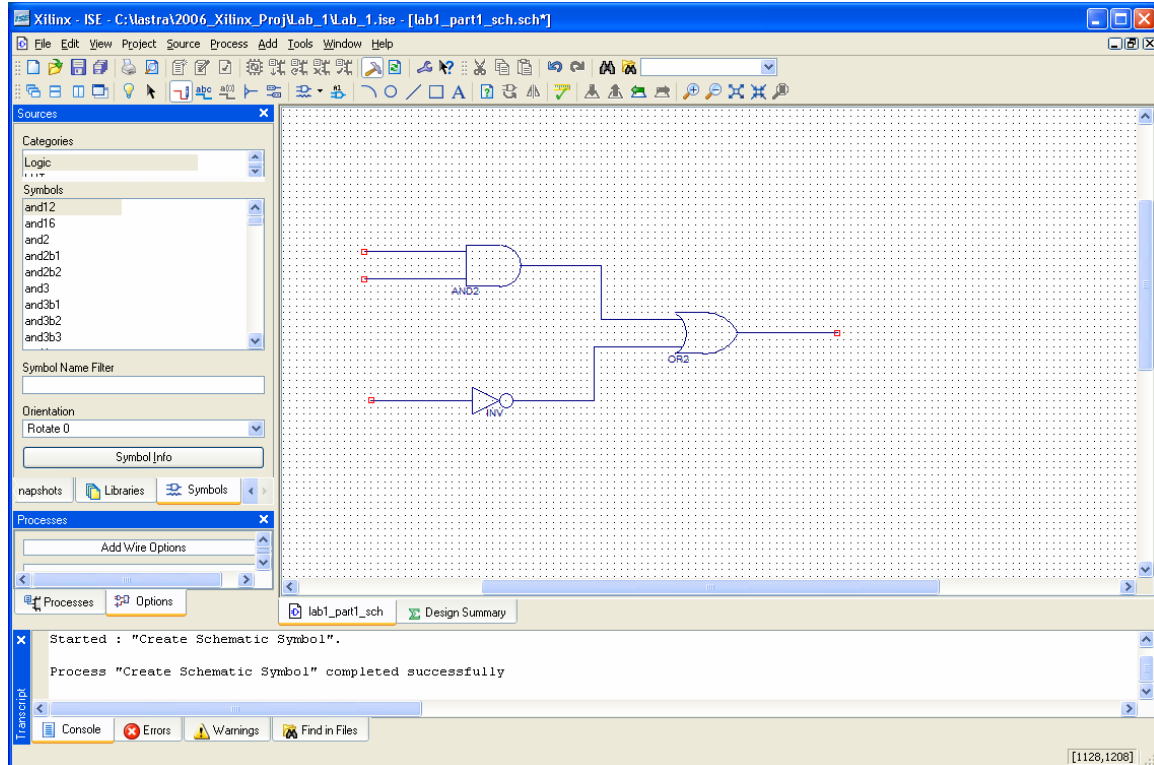 Xilinx - ISE - C:\lastra\2006_Xilinx_Proj\Lab_1\Lab_1.ise - [lab1_part1_sch.sch*]
File Edit View Project Source Process Add Tools Window Help
abc
A
Sources
Categories
Logic
LUT
Symbols
and12
and16
and2
and2b1
and2b2
and3
and3b1
and3b2
and3b3
Symbol Name Filter
Orientation
Rotate 0
Symbol Info
napshots Libraries Symbols
Processes
Add Wire Options
Processes Options
AND2
OR2
INV
lab1_part1_sch Design Summary
Started : "Create Schematic Symbol".
Process "Create Schematic Symbol" completed successfully
Transcript
Console Errors Warnings Find in Files
[1128,1208]